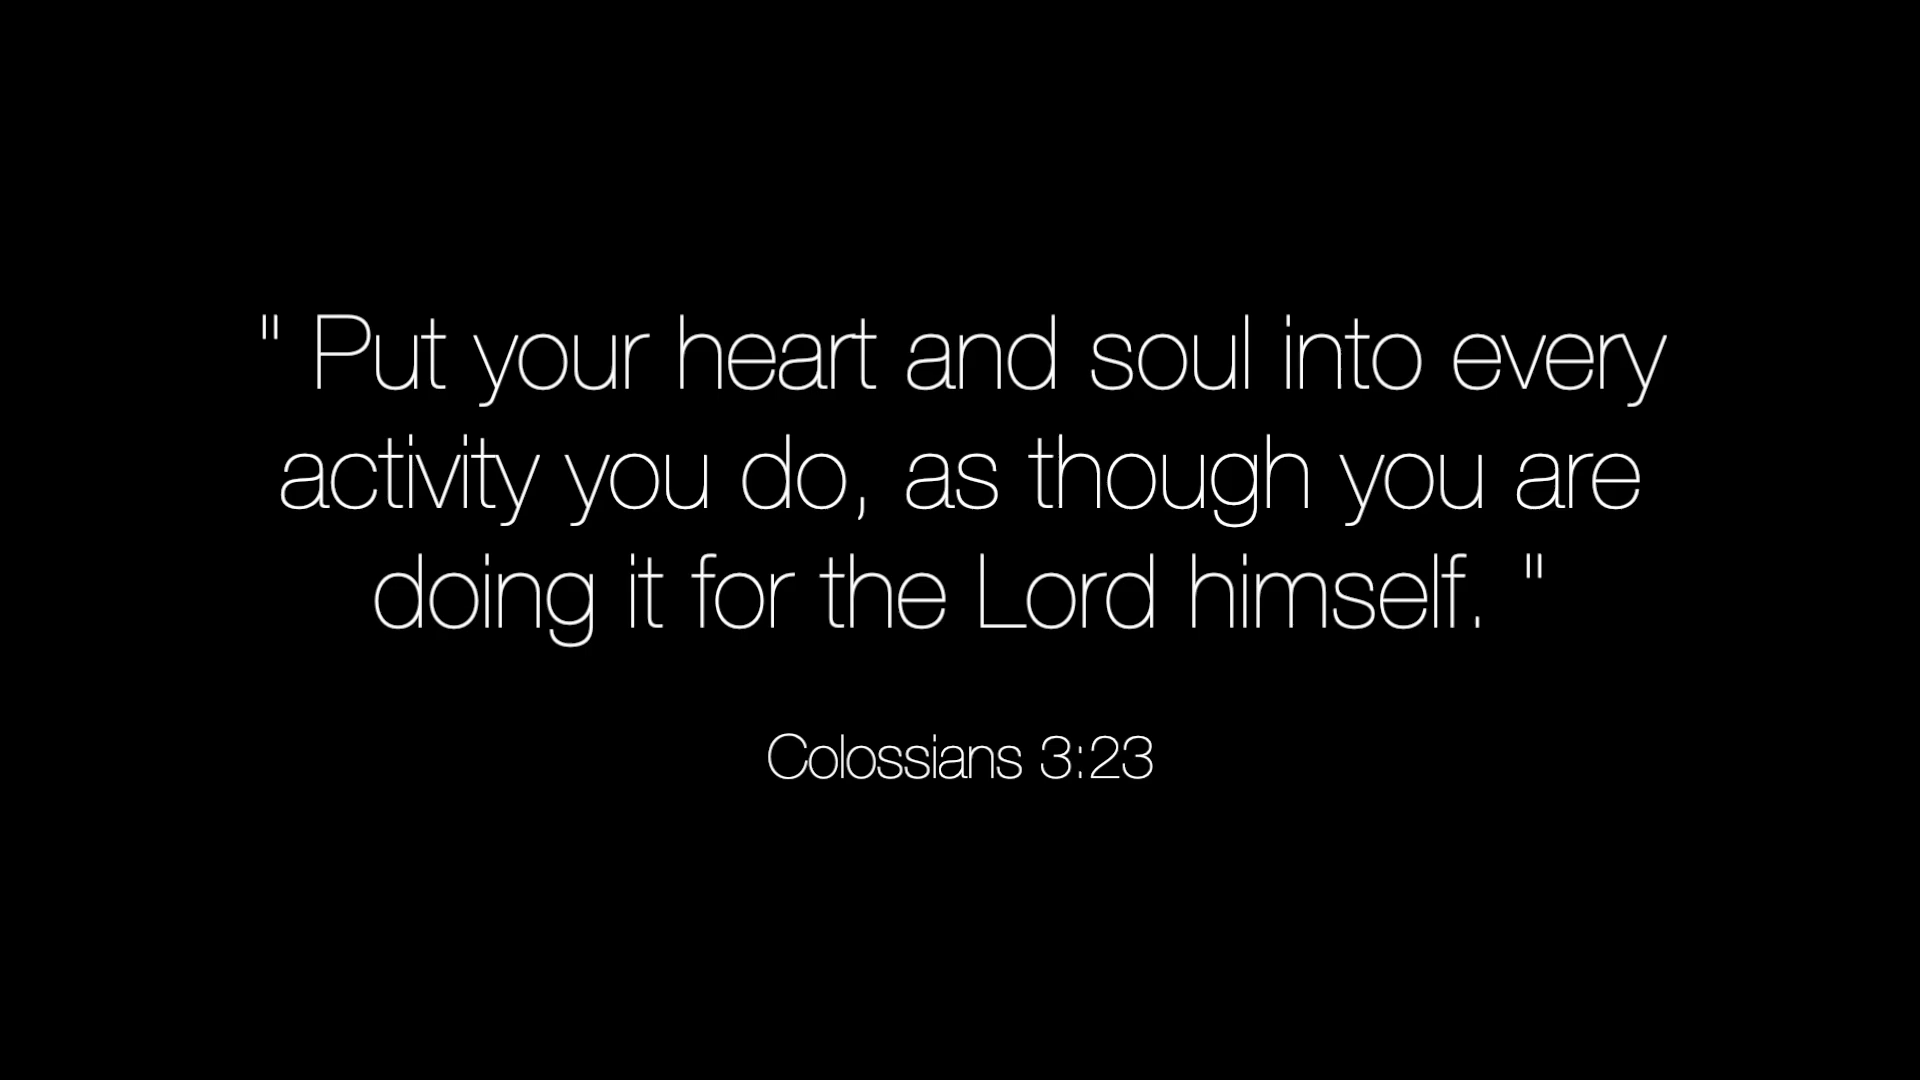 " Put your heart and soul into every
activity you do, as though you are
doing it for the Lord himself. "
Colossians 3:23